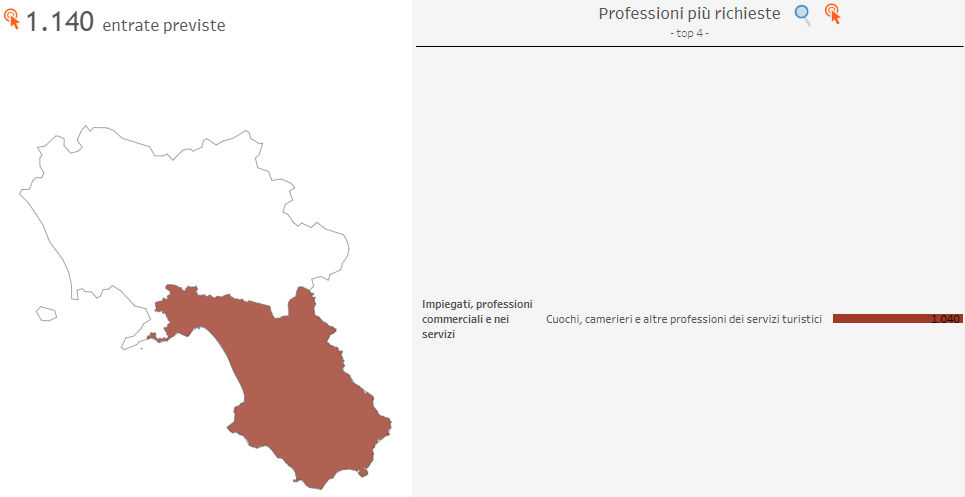 1.140 entrate previste
Professioni più richieste
- top 4 -
Impiegati, professioni
commerciali e nei
servizi
Cuochi, camerieri e altre professioni dei servizi turistici
1.040